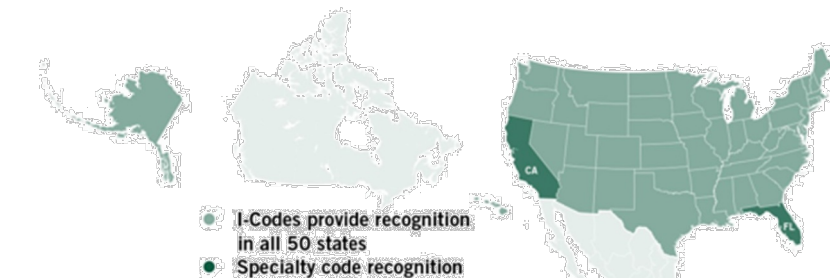 CA
FL
I-Codes provide recognition
in all 50 states
Specialty code recognition